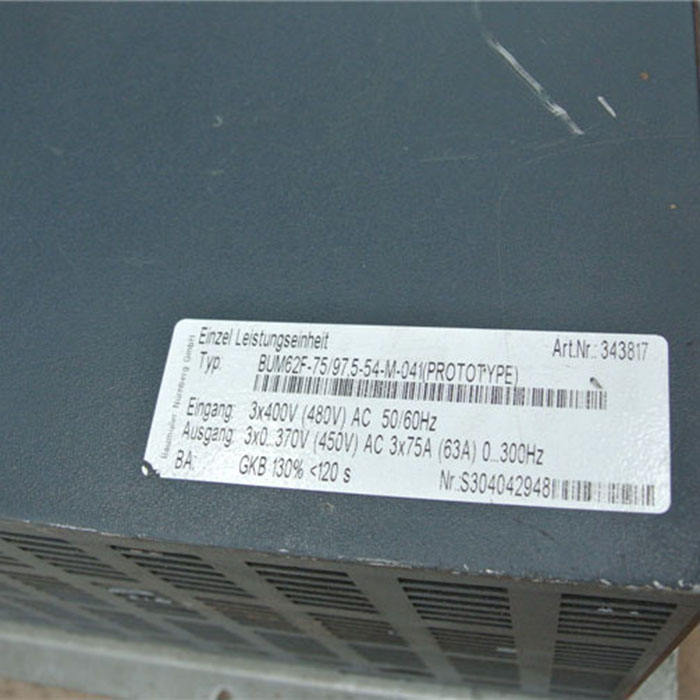 Baumüller Nürnberg GmbH
Einzel Leistungseinheit
Art.Nr.: 343817
Typ. BUM62F-75/97,5-54-M-041(PROTOTYPE)
Eingang: 3x400V (480V) AC 50/60Hz
Ausgang: 3x0...370V (450V) AC 3x75A (63A) 0...300Hz
BA: GKB 130% <120 s
Nr.:S304042948